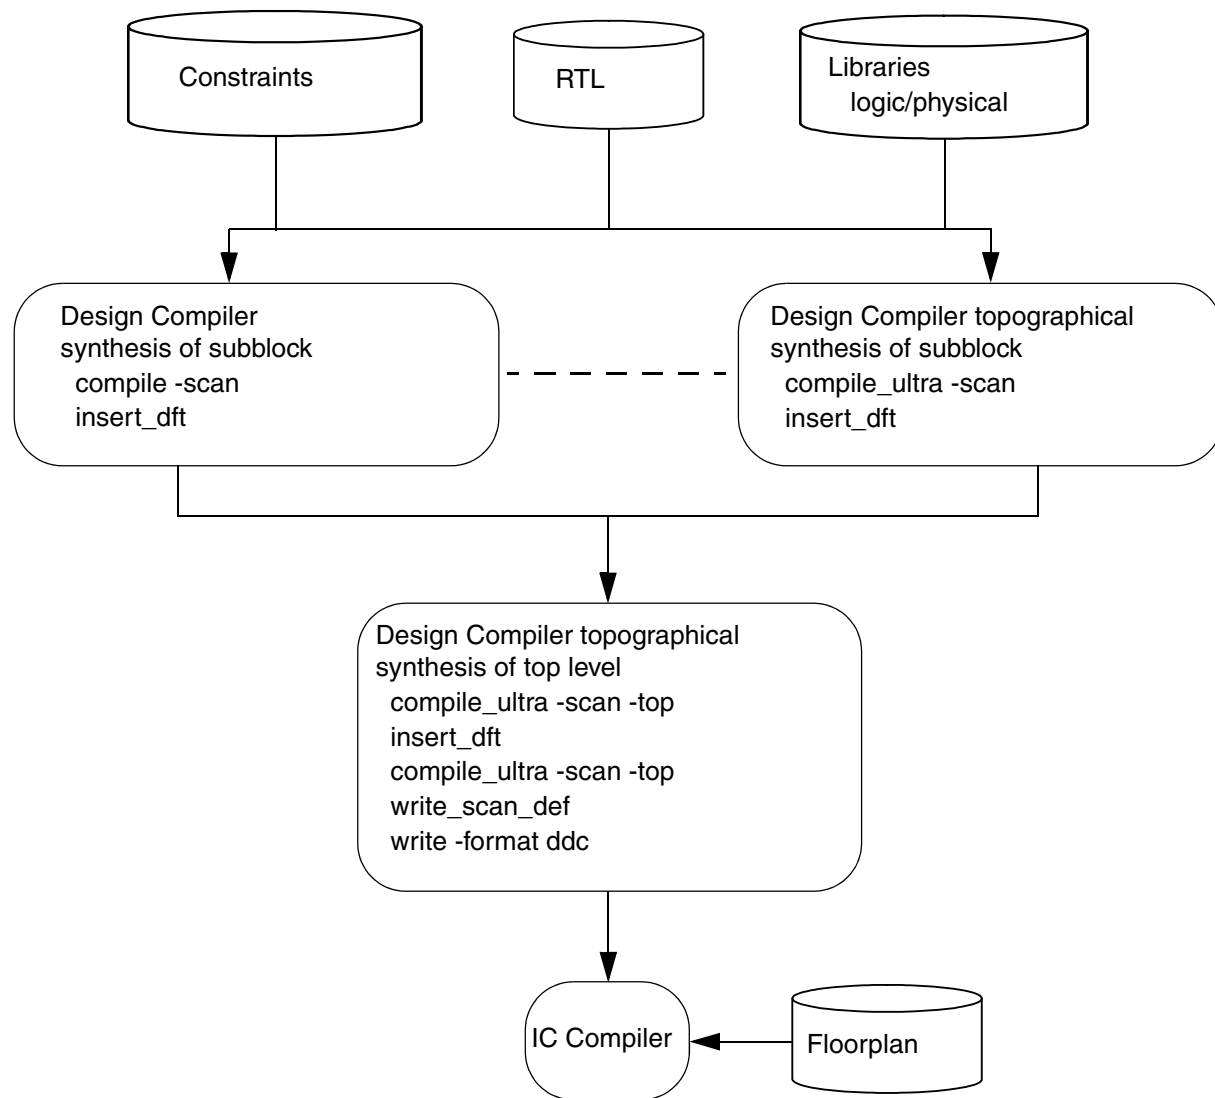 Constraints
RTL
Libraries
logic/physical
Design Compiler
synthesis of subblock
compile -scan
insert_dft
Design Compiler topographical
synthesis of subblock
compile_ultra -scan
insert_dft
Design Compiler topographical
synthesis of top level
compile_ultra -scan -top
insert_dft
compile_ultra -scan -top
write_scan_def
write -format ddc
IC Compiler
Floorplan